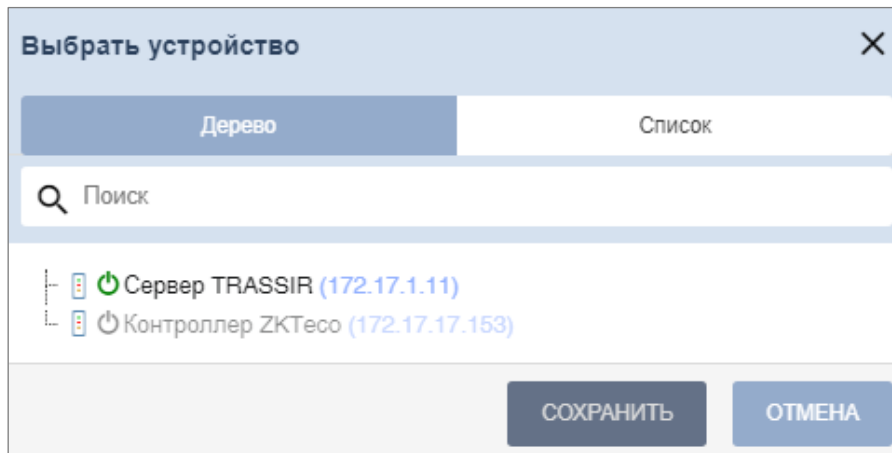 Выбрать устройство
Дерево Список
Поиск
Сервер TRASSIR (172.17.1.11)
Контроллер ZKTeco (172.17.17.153)
СОХРАНИТЬ ОТМЕНА